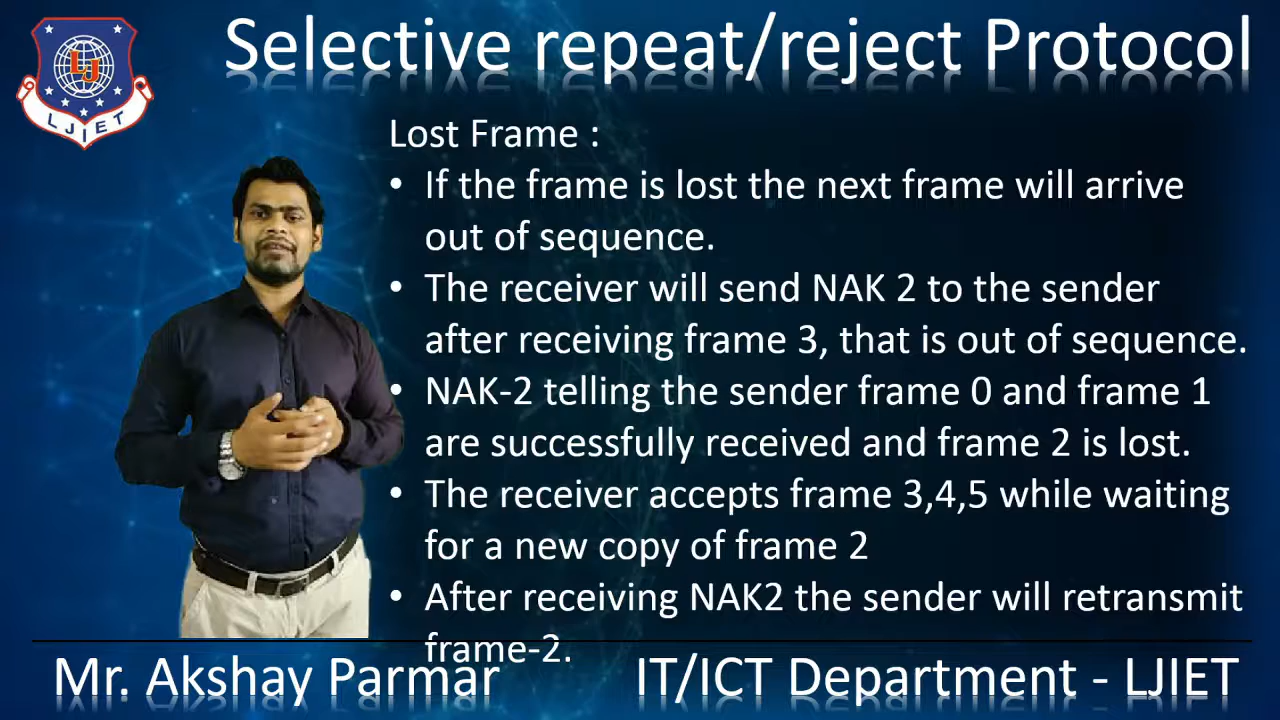 Selective repeat/reject Protocol
LJ
LJIET
Lost Frame :
• If the frame is lost the next frame will arrive
out of sequence.
• The receiver will send NAK 2 to the sender
after receiving frame 3, that is out of sequence.
• NAK-2 telling the sender frame 0 and frame 1
are successfully received and frame 2 is lost.
• The receiver accepts frame 3,4,5 while waiting
for a new copy of frame 2
• After receiving NAK2 the sender will retransmit
frame-2.
Mr. Akshay Parmar IT/ICT Department - LJIET